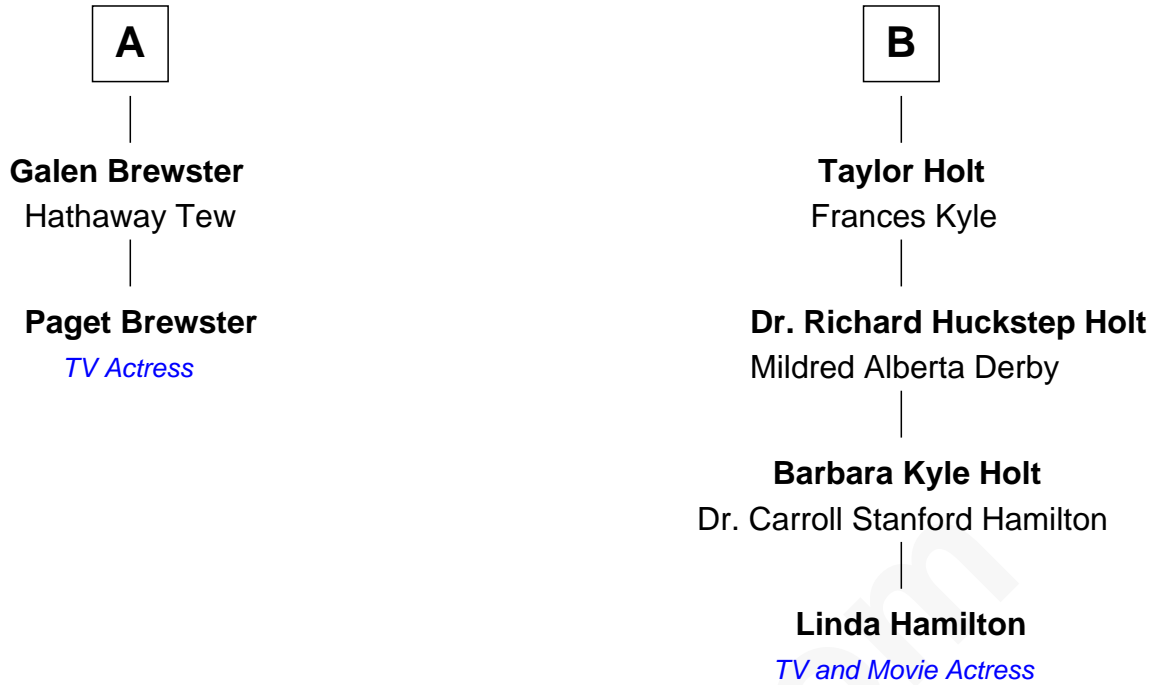 A
Galen Brewster
Hathaway Tew
Paget Brewster
TV Actress
B
Taylor Holt
Frances Kyle
Dr. Richard Huckstep Holt
Mildred Alberta Derby
Barbara Kyle Holt
Dr. Carroll Stanford Hamilton
Linda Hamilton
TV and Movie Actress